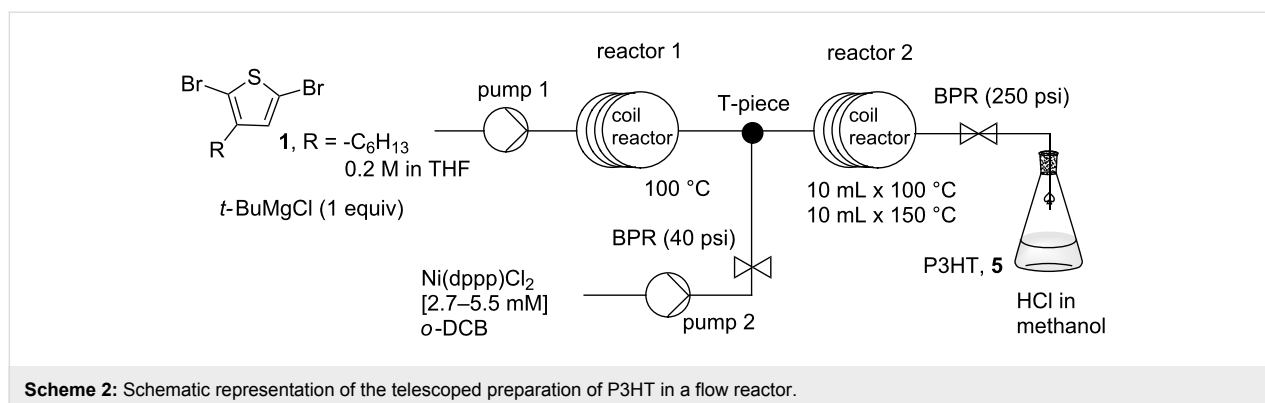 reactor 1
reactor 2
Br
S
Br
pump 1
T-piece
BPR (250 psi)
coil
reactor
coil
reactor
R
1, R = -C₆H₁₃
0.2 M in THF
100 °C
10 mL x 100 °C
10 mL x 150 °C
t-BuMgCl (1 equiv)
BPR (40 psi)
P3HT, 5
Ni(dppp)Cl₂
[2.7–5.5 mM]
o-DCB
pump 2
HCl in
methanol
Scheme 2: Schematic representation of the telescoped preparation of P3HT in a flow reactor.